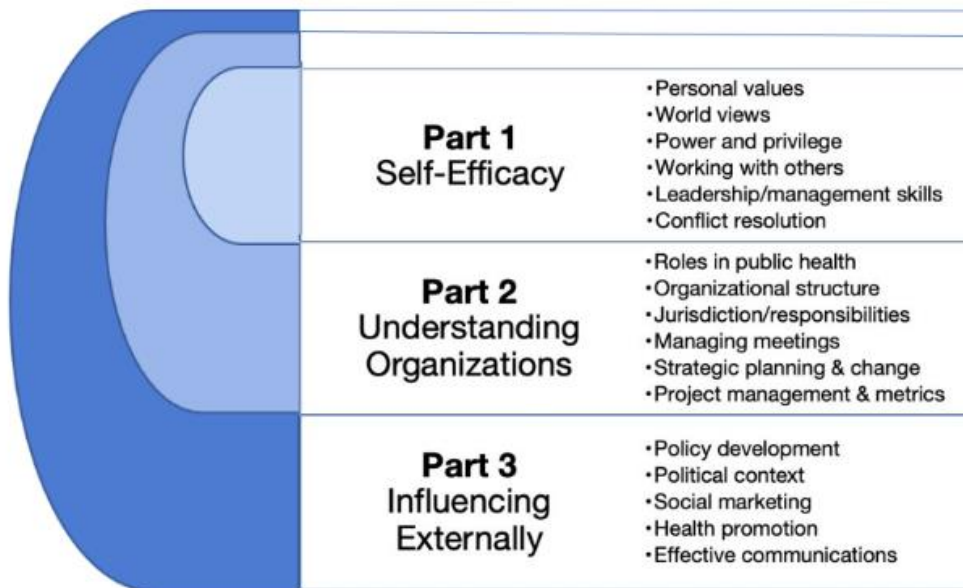 Part 1
Self-Efficacy
•Personal values
•World views
•Power and privilege
•Working with others
•Leadership/management skills
•Conflict resolution
Part 2
Understanding
Organizations
•Roles in public health
•Organizational structure
•Jurisdiction/responsibilities
•Managing meetings
•Strategic planning & change
•Project management & metrics
Part 3
Influencing
Externally
•Policy development
•Political context
•Social marketing
•Health promotion
•Effective communications